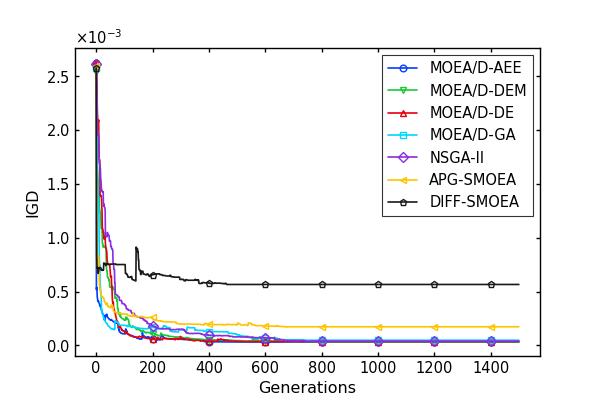 ×10⁻³
2.5
2.0
1.5
1.0
0.5
0.0
IGD
0 200 400 600 800 1000 1200 1400
Generations
MOEA/D-AEE
MOEA/D-DEM
MOEA/D-DE
MOEA/D-GA
NSGA-II
APG-SMOEA
DIFF-SMOEA